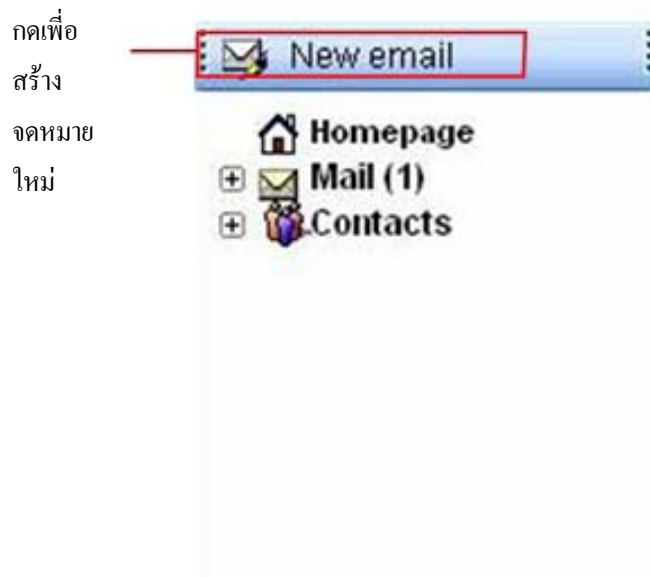 กดเพื่อ
สร้าง
จดหมาย
ใหม่
New email
Homepage
Mail (1)
Contacts